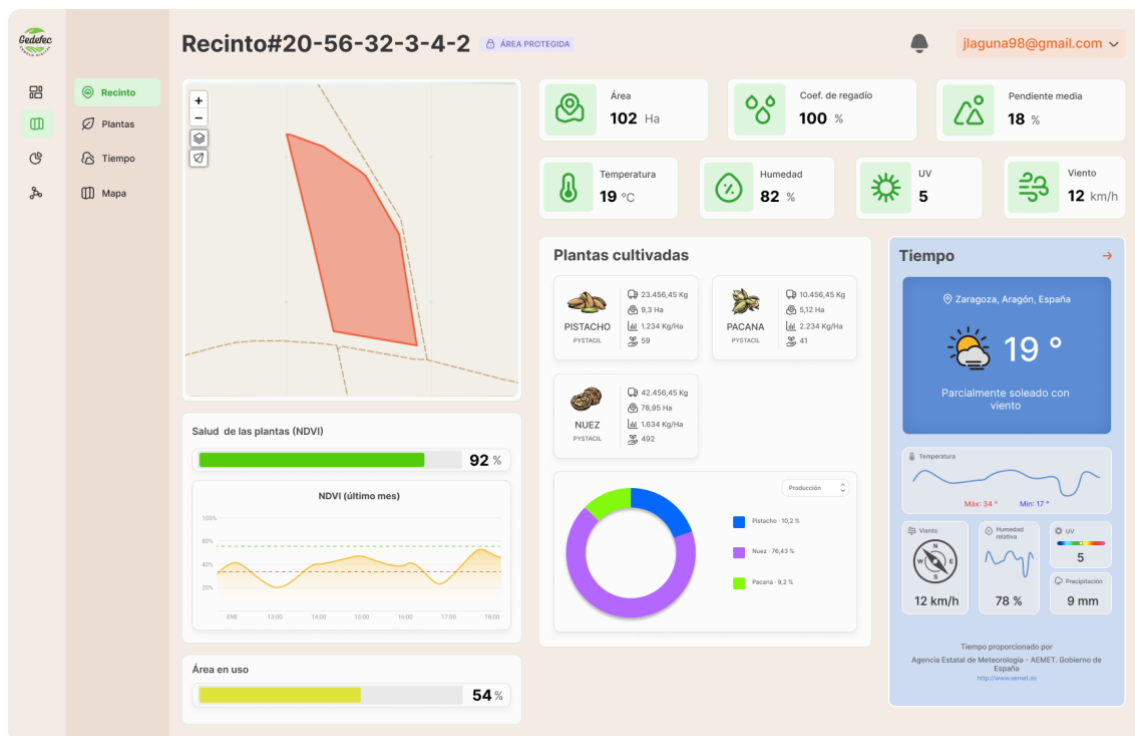 Gedefec
Recinto#20-56-32-3-4-2
ÁREA PROTEGIDA
jlaguna98@gmail.com
Recinto
Plantas
Tiempo
Mapa
+
−
Área
102 Ha
Coef. de regadío
100 %
Pendiente media
18 %
Temperatura
19 °C
Humedad
82 %
UV
5
Viento
12 km/h
Salud de las plantas (NDVI)
92 %
NDVI (último mes)
100%
60%
40%
20%
ENE 13:00 14:00 15:00 16:00 17:00 18:00
Área en uso
54 %
Plantas cultivadas
PISTACHO
PYSTACIL
23.456,45 Kg
9,3 Ha
1.234 Kg/Ha
59
PACANA
PYSTACIL
10.456,45 Kg
5,12 Ha
2.234 Kg/Ha
41
NUEZ
PYSTACIL
42.456,45 Kg
78,95 Ha
1.634 Kg/Ha
492
Producción
Pistacho - 10,2 %
Nuez - 76,43 %
Pacana - 9,2 %
Tiempo
Zaragoza, Aragón, España
19 °
Parcialmente soleado con
viento
Temperatura
Máx: 34 ° Min: 17 °
Viento
N
W E
S
12 km/h
Humedad
relativa
78 %
UV
5
Precipitación
9 mm
Tiempo proporcionado por
Agencia Estatal de Meteorología - AEMET. Gobierno de
España
http://www.aemet.es